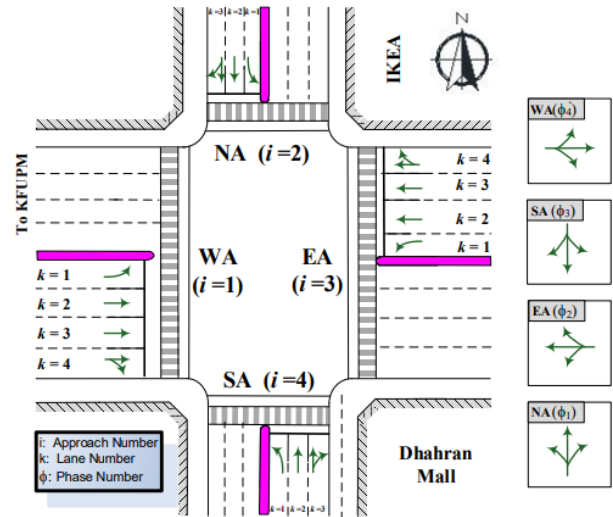 k=3 k=2 k=1
N
IKEA
WA(ϕ4)
NA (i=2)
k = 4
k = 3
k = 2
k = 1
To KFUPM
SA (ϕ3)
WA
(i=1)
EA
(i=3)
k = 1
k = 2
k = 3
k = 4
EA(ϕ2)
SA (i=4)
NA(ϕ1)
i: Approach Number
k: Lane Number
ϕ: Phase Number
Dhahran
Mall
k=1 k=2 k=3